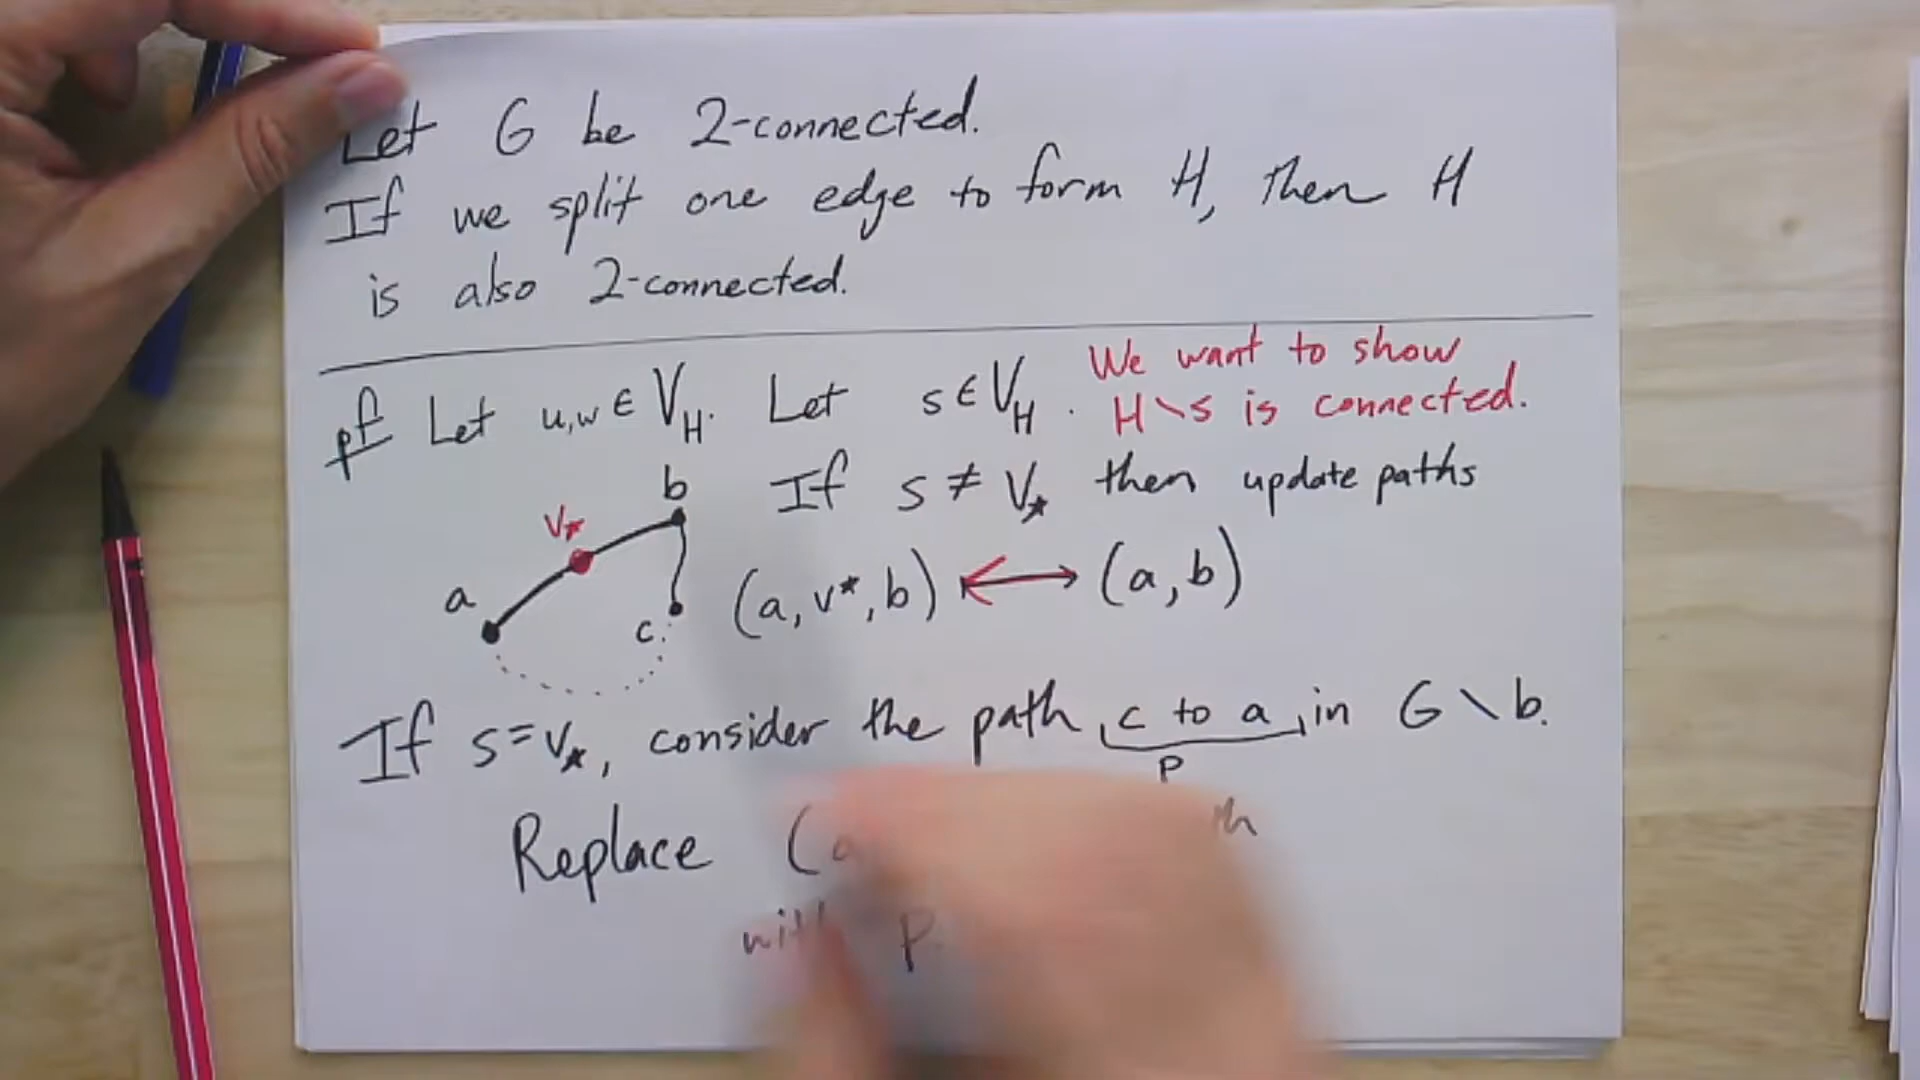 Let G be 2-connected.
If we split one edge to form H, then H
is also 2-connected.
We want to show
pf Let u,w ∈ V_H. Let s ∈ V_H. H \ s is connected.
b If s ≠ v⋆ then update paths
v⋆
a (a, v*, b) ↔ (a, b)
c
If s = v⋆, consider the path c to a in G \ b.
P
Replace (a
P.